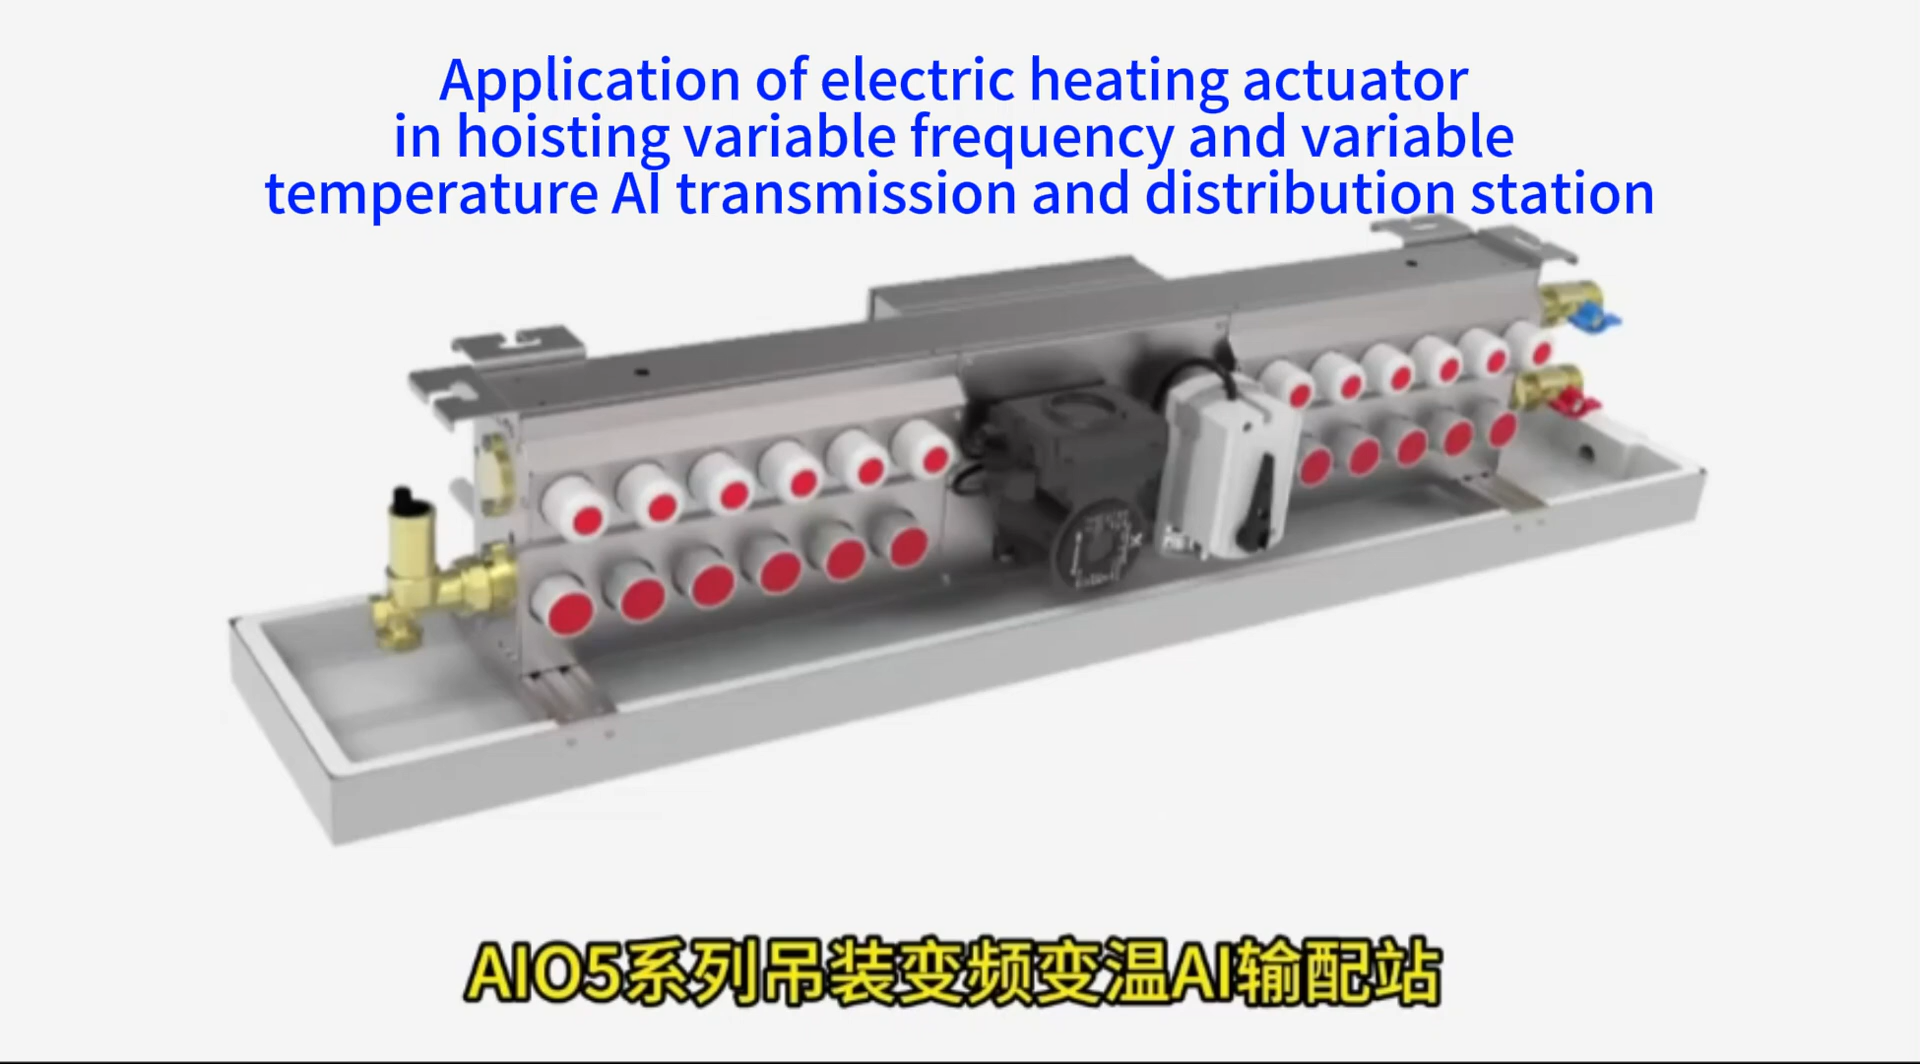 Application of electric heating actuator
in hoisting variable frequency and variable
temperature AI transmission and distribution station
AIO5系列吊装变频变温AI输配站